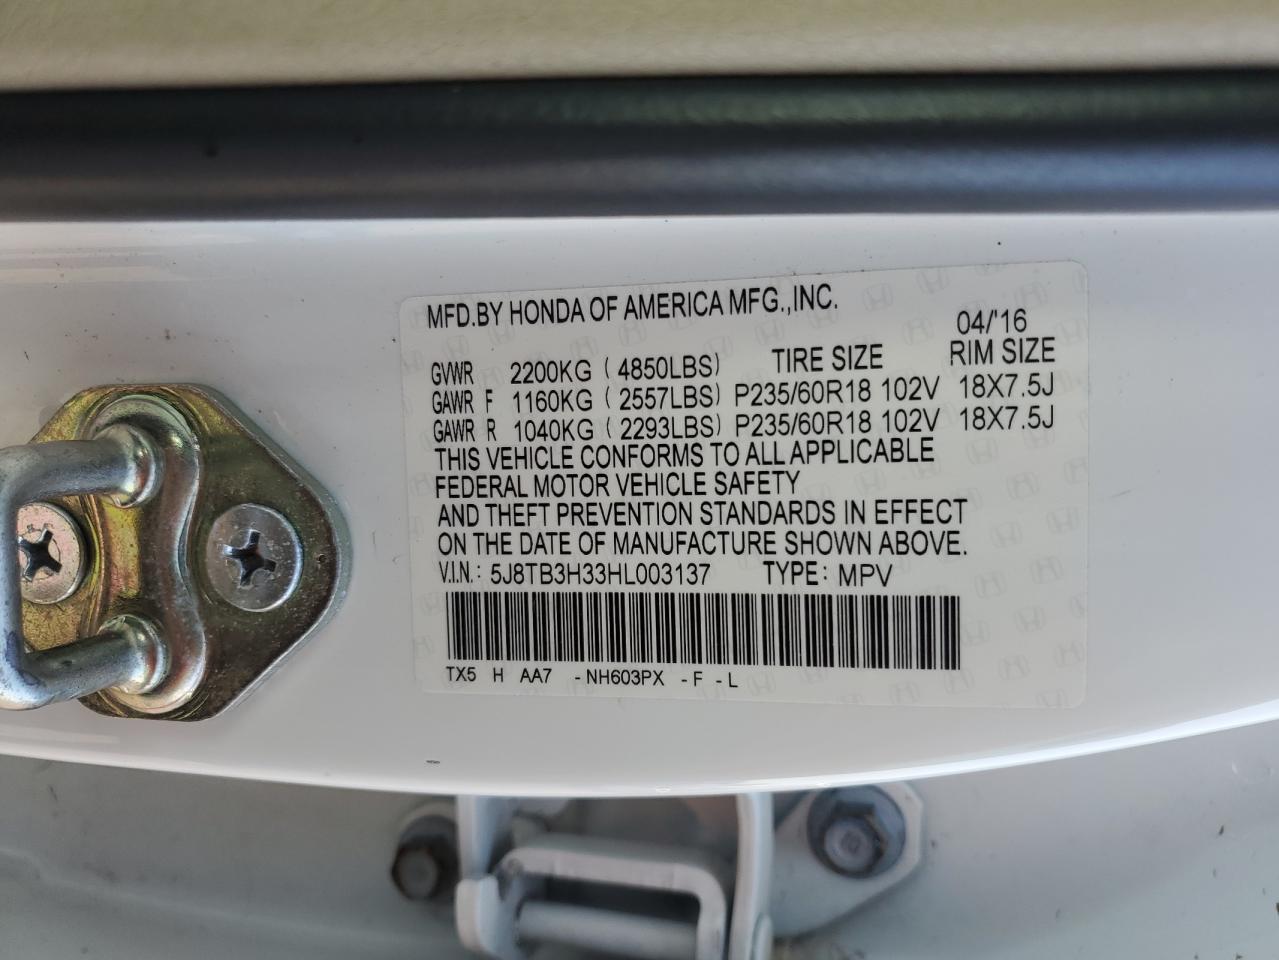 MFD.BY HONDA OF AMERICA MFG.,INC. 04/'16
GVWR 2200KG ( 4850LBS) TIRE SIZE RIM SIZE
GAWR F 1160KG ( 2557LBS) P235/60R18 102V 18X7.5J
GAWR R 1040KG ( 2293LBS) P235/60R18 102V 18X7.5J
THIS VEHICLE CONFORMS TO ALL APPLICABLE
FEDERAL MOTOR VEHICLE SAFETY
AND THEFT PREVENTION STANDARDS IN EFFECT
ON THE DATE OF MANUFACTURE SHOWN ABOVE.
V.I.N.: 5J8TB3H33HL003137 TYPE: MPV
TX5 H AA7 -NH603PX -F -L